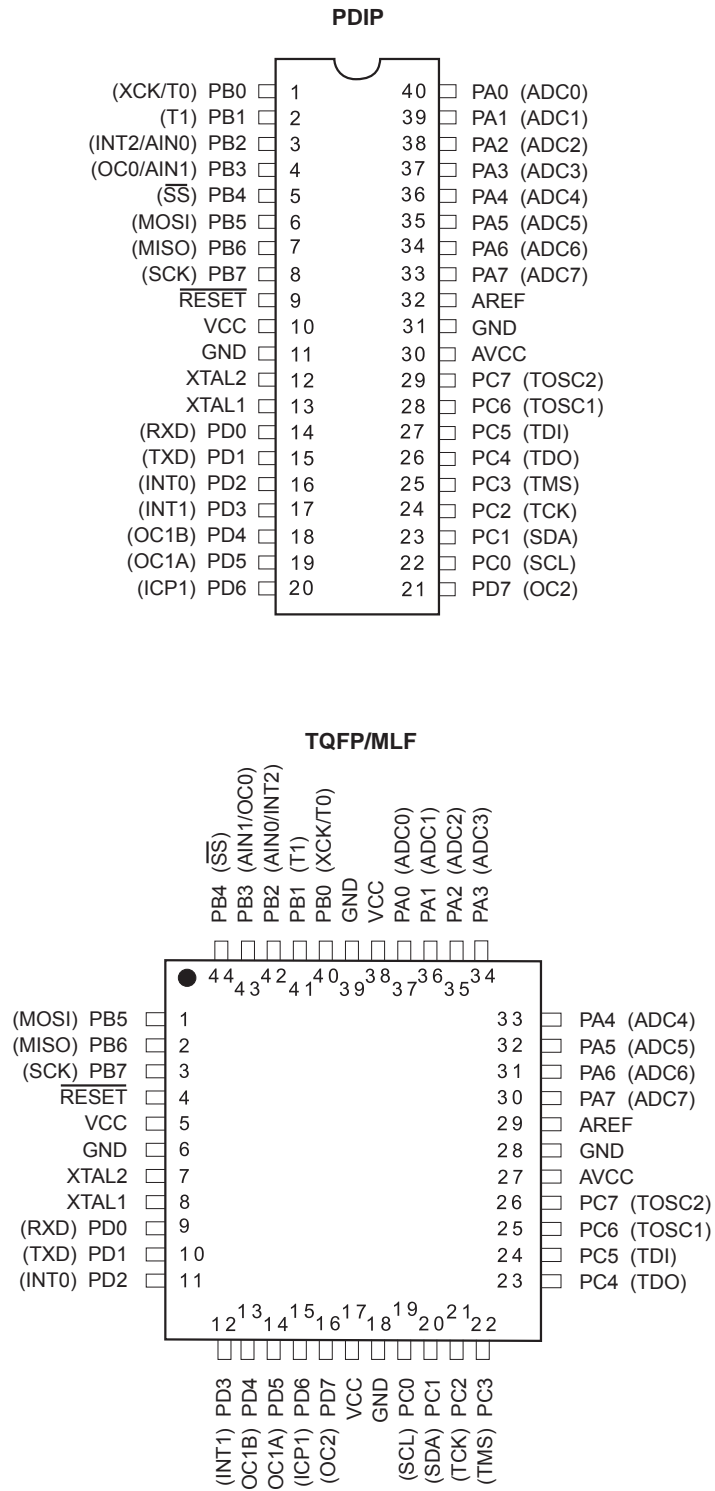 PDIP
(XCK/T0) PB0 1 40 PA0 (ADC0)
(T1) PB1 2 39 PA1 (ADC1)
(INT2/AIN0) PB2 3 38 PA2 (ADC2)
(OC0/AIN1) PB3 4 37 PA3 (ADC3)
(SS) PB4 5 36 PA4 (ADC4)
(MOSI) PB5 6 35 PA5 (ADC5)
(MISO) PB6 7 34 PA6 (ADC6)
(SCK) PB7 8 33 PA7 (ADC7)
RESET 9 32 AREF
VCC 10 31 GND
GND 11 30 AVCC
XTAL2 12 29 PC7 (TOSC2)
XTAL1 13 28 PC6 (TOSC1)
(RXD) PD0 14 27 PC5 (TDI)
(TXD) PD1 15 26 PC4 (TDO)
(INT0) PD2 16 25 PC3 (TMS)
(INT1) PD3 17 24 PC2 (TCK)
(OC1B) PD4 18 23 PC1 (SDA)
(OC1A) PD5 19 22 PC0 (SCL)
(ICP1) PD6 20 21 PD7 (OC2)
TQFP/MLF
PB4 (SS)
PB3 (AIN1/OC0)
PB2 (AIN0/INT2)
PB1 (T1)
PB0 (XCK/T0)
GND
VCC
PA0 (ADC0)
PA1 (ADC1)
PA2 (ADC2)
PA3 (ADC3)
44 43 42 41 40 39 38 37 36 35 34
(MOSI) PB5 1 33 PA4 (ADC4)
(MISO) PB6 2 32 PA5 (ADC5)
(SCK) PB7 3 31 PA6 (ADC6)
RESET 4 30 PA7 (ADC7)
VCC 5 29 AREF
GND 6 28 GND
XTAL2 7 27 AVCC
XTAL1 8 26 PC7 (TOSC2)
(RXD) PD0 9 25 PC6 (TOSC1)
(TXD) PD1 10 24 PC5 (TDI)
(INT0) PD2 11 23 PC4 (TDO)
12 13 14 15 16 17 18 19 20 21 22
(INT1) PD3
OC1B) PD4
OC1A) PD5
(ICP1) PD6
(OC2) PD7
VCC
GND
(SCL) PC0
(SDA) PC1
(TCK) PC2
(TMS) PC3